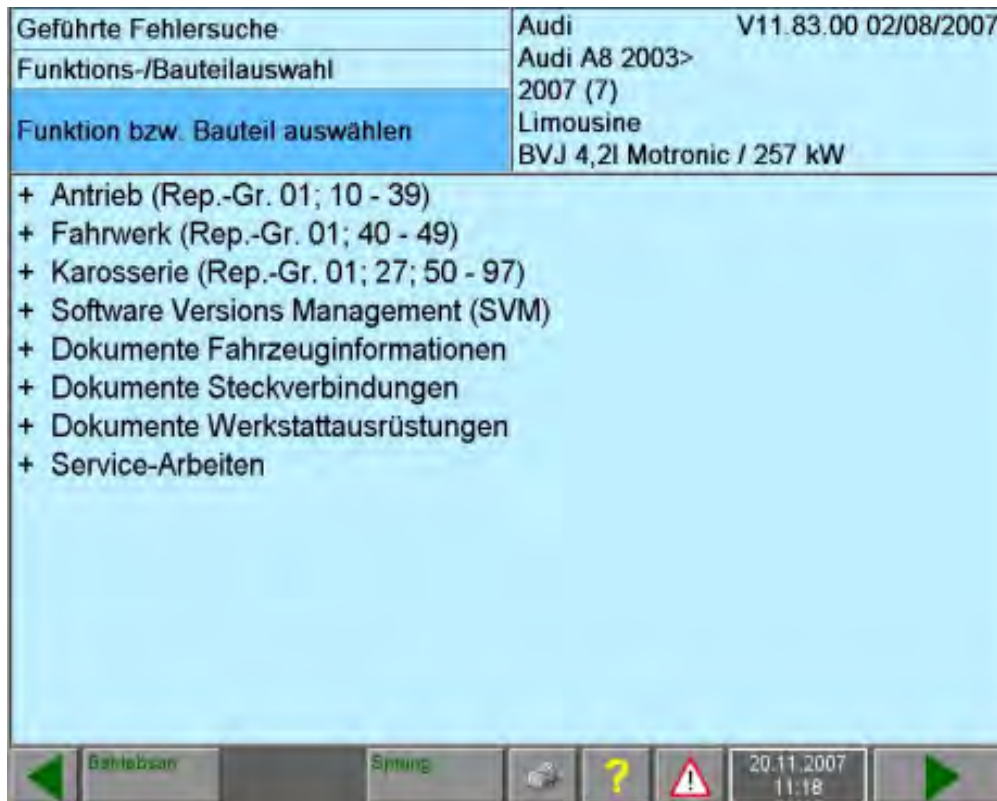 Geführte Fehlersuche
Funktions-/Bauteilauswahl
Funktion bzw. Bauteil auswählen
Audi V11.83.00 02/08/2007
Audi A8 2003>
2007 (7)
Limousine
BVJ 4,2l Motronic / 257 kW
+ Antrieb (Rep.-Gr. 01; 10 - 39)
+ Fahrwerk (Rep.-Gr. 01; 40 - 49)
+ Karosserie (Rep.-Gr. 01; 27; 50 - 97)
+ Software Versions Management (SVM)
+ Dokumente Fahrzeuginformationen
+ Dokumente Steckverbindungen
+ Dokumente Werkstattausrüstungen
+ Service-Arbeiten
Sprung
?
!
20.11.2007
11:18